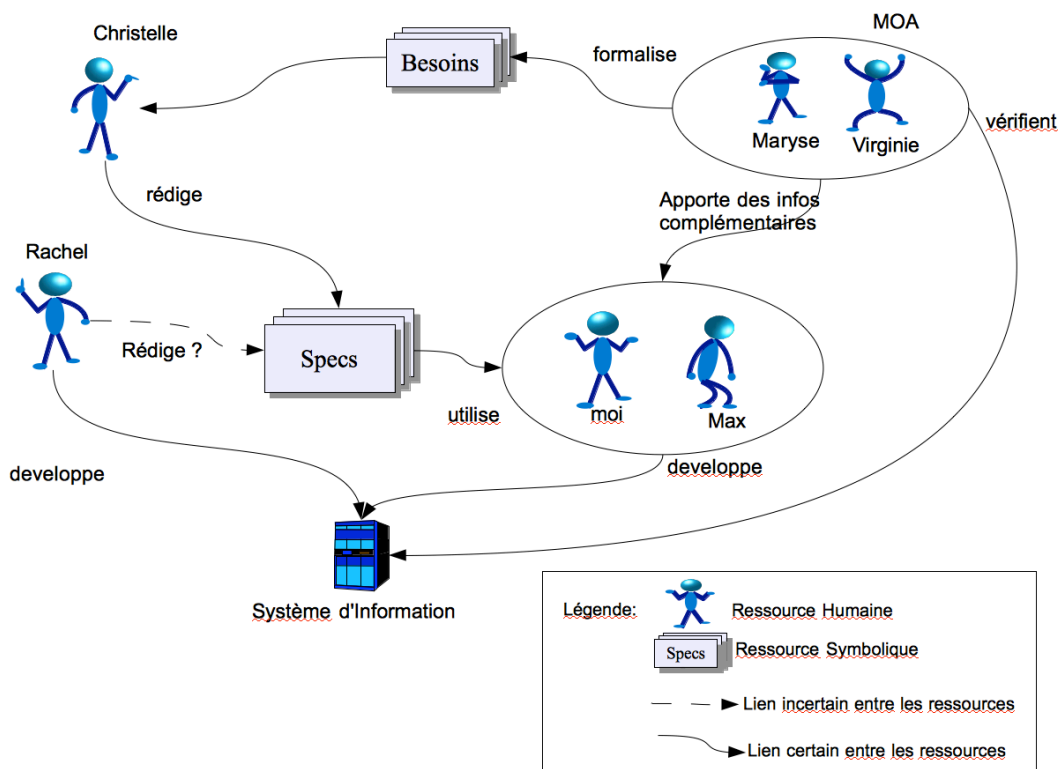 Christelle
MOA
Besoins
formalise
Maryse
Virginie
vérifient
rédige
Apporte des infos
complémentaires
Rachel
Rédige ?
Specs
utilise
moi
Max
developpe
developpe
Système d'Information
Légende:
Ressource Humaine
Specs
Ressource Symbolique
Lien incertain entre les ressources
Lien certain entre les ressources